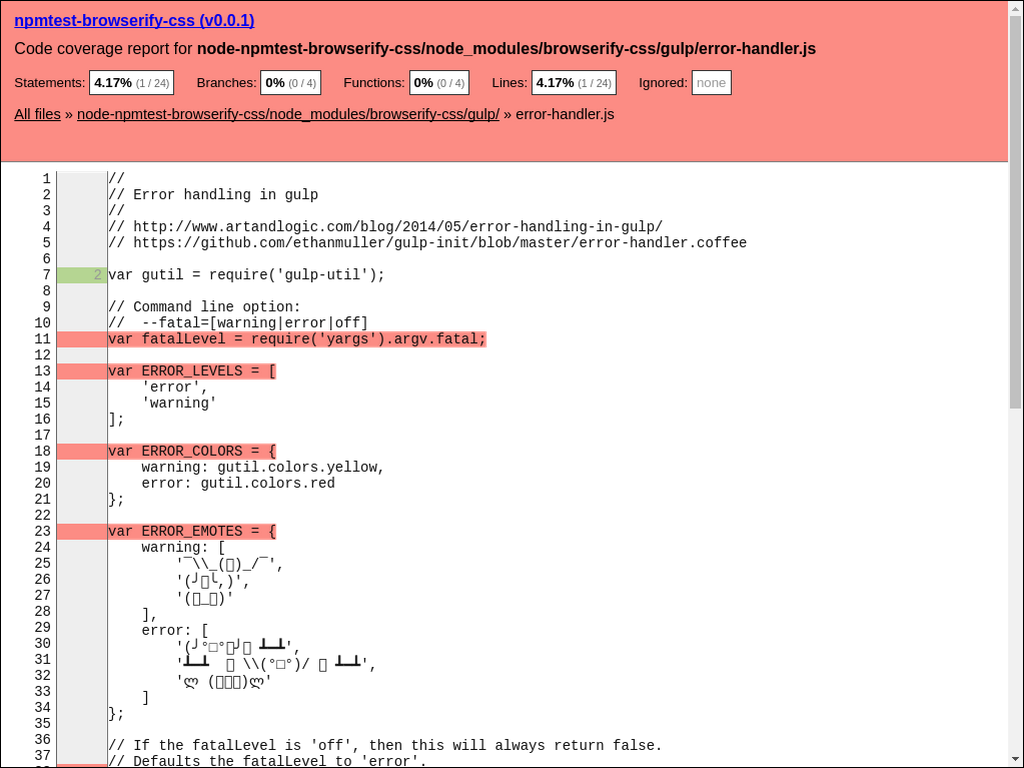 npmtest-browserify-css (v0.0.1)
Code coverage report for node-npmtest-browserify-css/node_modules/browserify-css/gulp/error-handler.js
Statements: 4.17% (1 / 24) Branches: 0% (0 / 4) Functions: 0% (0 / 4) Lines: 4.17% (1 / 24) Ignored: none
All files » node-npmtest-browserify-css/node_modules/browserify-css/gulp/ » error-handler.js
1 //
2 // Error handling in gulp
3 //
4 // http://www.artandlogic.com/blog/2014/05/error-handling-in-gulp/
5 // https://github.com/ethanmuller/gulp-init/blob/master/error-handler.coffee
6
7 2 var gutil = require('gulp-util');
8
9 // Command line option:
10 //  --fatal=[warning|error|off]
11 var fatalLevel = require('yargs').argv.fatal;
12
13 var ERROR_LEVELS = [
14     'error',
15     'warning'
16 ];
17
18 var ERROR_COLORS = {
19     warning: gutil.colors.yellow,
20     error: gutil.colors.red
21 };
22
23 var ERROR_EMOTES = {
24     warning: [
25         '¯\\_(▯)_/¯',
26         '(╯▯╰,)',
27         '(▯_▯)'
28     ],
29     error: [
30         '(╯°□°▯╯▯ ┻━┻',
31         '┻━┻  ▯ \\(°□°)/ ▯ ┻━┻',
32         'ლ (▯▯▯)ლ'
33     ]
34 };
35
36 // If the fatalLevel is 'off', then this will always return false.
37 // Defaults the fatalLevel to 'error'.